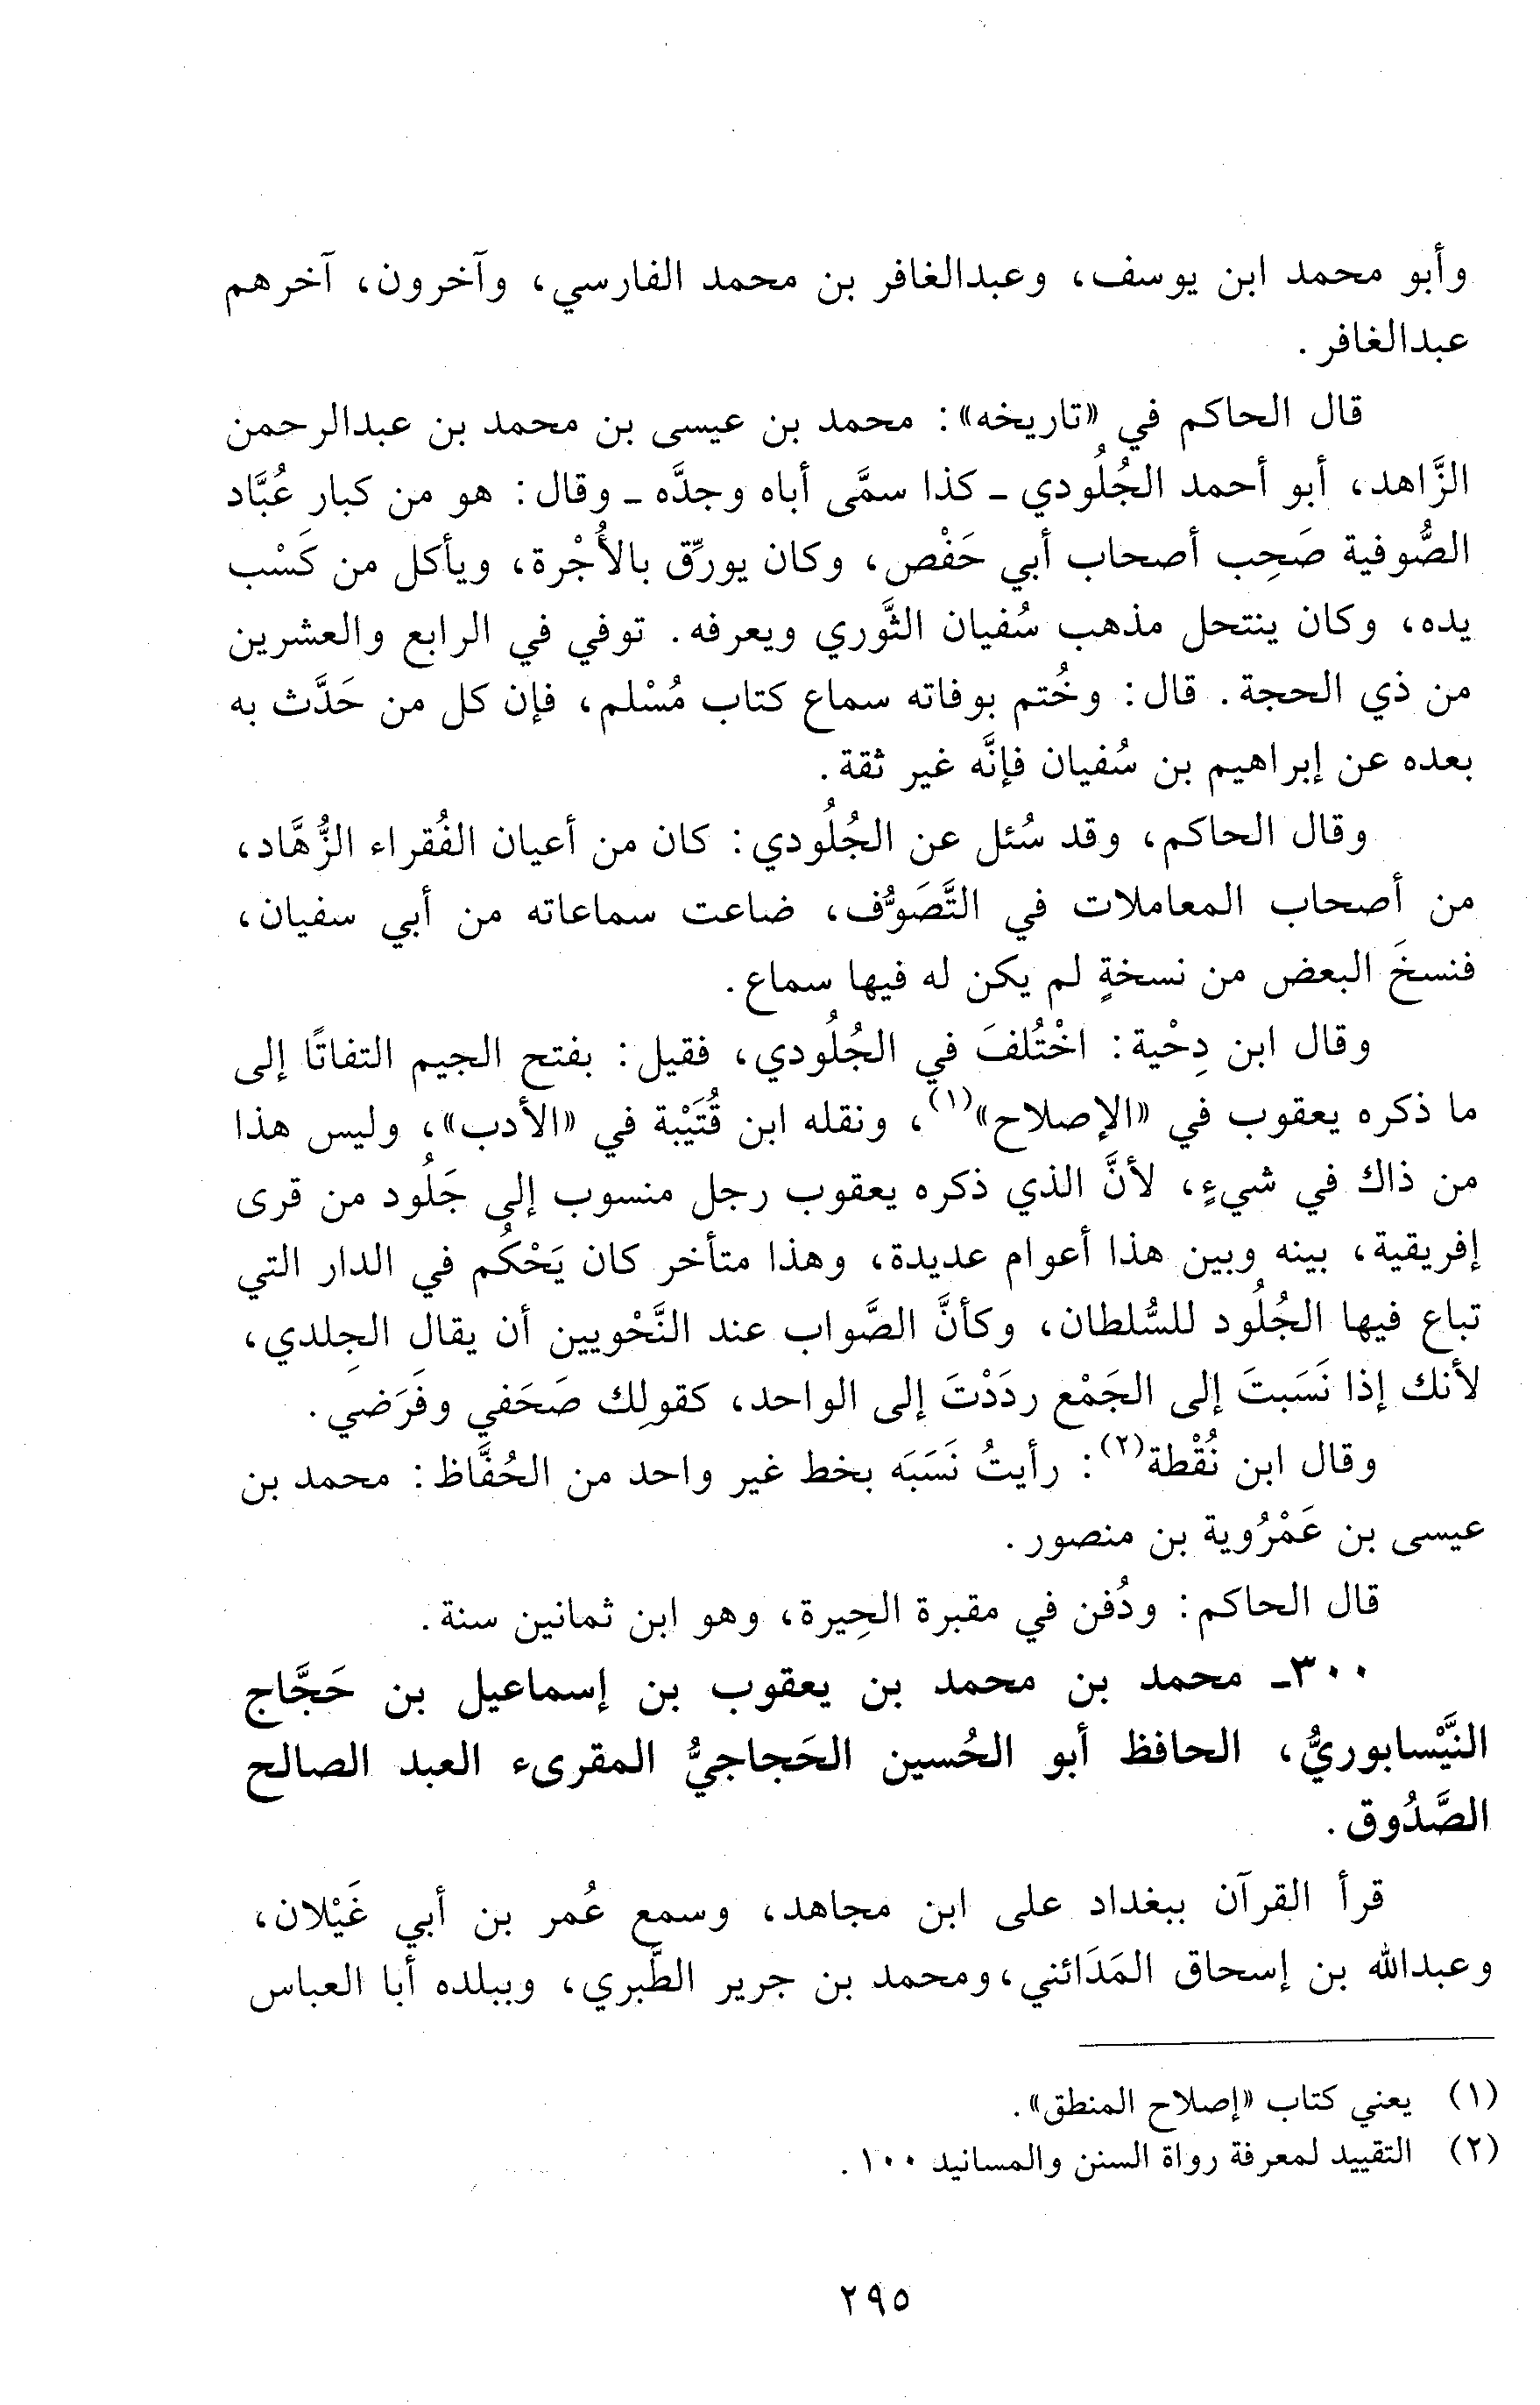 وأبو محمد ابن يوسف، وعبدالغافر بن محمد الفارسي، وآخرون، آخرهم
عبدالغافر.
قال الحاكم في «تاريخه»: محمد بن عيسى بن محمد بن عبدالرحمن
الزَّاهد، أبو أحمد الجُلُودي ـ كذا سمَّى أباه وجدَّه ـ وقال: هو من كبار عُبَّاد
الصُّوفية صَحِب أصحاب أبي حَفْص، وكان يورِّق بالأُجْرة، ويأكل من كَسْب
يده، وكان ينتحل مذهب سُفيان الثَّوري ويعرفه. توفي في الرابع والعشرين
من ذي الحجة. قال: وخُتم بوفاته سماع كتاب مُسْلم، فإن كل من حَدَّث به
بعده عن إبراهيم بن سُفيان فإنَّه غير ثقة.
وقال الحاكم، وقد سُئل عن الجُلُودي: كان من أعيان الفُقراء الزُّهَّاد،
من أصحاب المعاملات في التَّصَوُّف، ضاعت سماعاته من أبي سفيان،
فنسخَ البعض من نسخةٍ لم يكن له فيها سماع.
وقال ابن دِحْية: اخْتُلفَ في الجُلُودي، فقيل: بفتح الجيم التفاتًا إلى
ما ذكره يعقوب في «الإصلاح»(١)، ونقله ابن قُتَيْبة في «الأدب»، وليس هذا
من ذاك في شيءٍ، لأنَّ الذي ذكره يعقوب رجل منسوب إلى جَلُود من قرى
إفريقية، بينه وبين هذا أعوام عديدة، وهذا متأخر كان يَحْكُم في الدار التي
تباع فيها الجُلُود للسُّلطان، وكأنَّ الصَّواب عند النَّحْويين أن يقال الجِلدي،
لأنك إذا نَسَبتَ إلى الجَمْع ردَدْتَ إلى الواحد، كقولك صَحَفي وفَرَضي.
وقال ابن نُقْطة(٢): رأيتُ نَسَبَه بخط غير واحد من الحُفَّاظ: محمد بن
عيسى بن عَمْرُوية بن منصور.
قال الحاكم: ودُفن في مقبرة الحِيرة، وهو ابن ثمانين سنة.
٣٠٠ـ محمد بن محمد بن يعقوب بن إسماعيل بن حَجَّاج
النَّيْسابوريُّ، الحافظ أبو الحُسين الحَجاجيُّ المقرىء العبد الصالح
الصَّدُوق.
قرأ القرآن ببغداد على ابن مجاهد، وسمع عُمر بن أبي غَيْلان،
وعبدالله بن إسحاق المَدَائني، ومحمد بن جرير الطَّبري، وببلده أبا العباس
(١) يعني كتاب «إصلاح المنطق».
(٢) التقييد لمعرفة رواة السنن والمسانيد ١٠٠.
٢٩٥